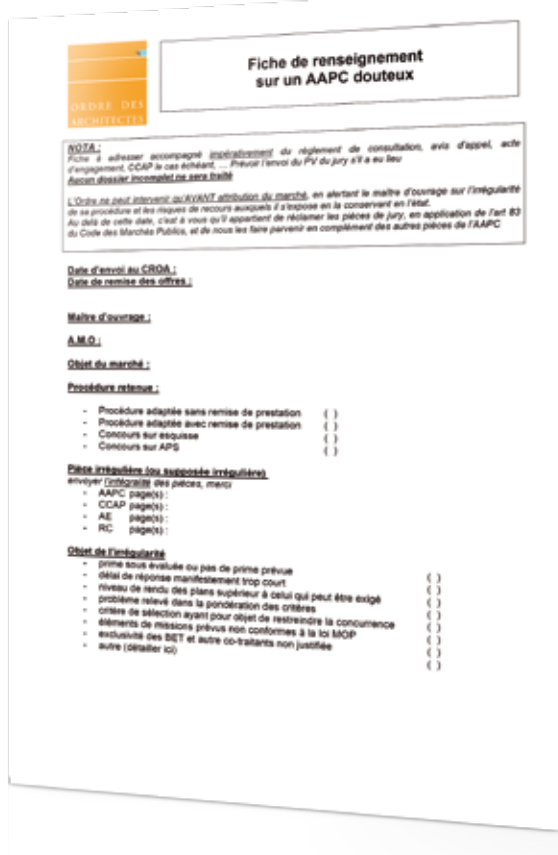 ORDRE DES
ARCHITECTES
Fiche de renseignement
sur un AAPC douteux
NOTA :
Fiche à adresser accompagné impérativement du règlement de consultation, avis d'appel, acte
d'engagement, CCAP le cas échéant, ... Prévoir l'envoi du PV du jury s'il a eu lieu
Aucun dossier incomplet ne sera traité
L'Ordre ne peut intervenir qu'AVANT attribution du marché, en alertant le maître d'ouvrage sur l'irrégularité
de sa procédure et les risques de recours auxquels il s'expose en la conservant en l'état.
Au delà de cette date, c'est à vous qu'il appartient de réclamer les pièces de jury, en application de l'art 83
du Code des Marchés Publics, et de nous les faire parvenir en complément des autres pièces de l'AAPC
Date d'envoi au CROA :
Date de remise des offres :
Maître d'ouvrage :
A.M.O :
Objet du marché :
Procédure retenue :
- Procédure adaptée sans remise de prestation ( )
- Procédure adaptée avec remise de prestation ( )
- Concours sur esquisse ( )
- Concours sur APS ( )
Pièce irrégulière (ou supposée irrégulière)
envoyer l'intégralité des pièces, merci
- AAPC page(s) :
- CCAP page(s) :
- AE page(s) :
- RC page(s) :
Objet de l'irrégularité
- prime sous évaluée ou pas de prime prévue ( )
- délai de réponse manifestement trop court ( )
- niveau de rendu des plans supérieur à celui qui peut être exigé ( )
- problème relevé dans la pondération des critères ( )
- critère de sélection ayant pour objet de restreindre la concurrence ( )
- éléments de missions prévus non conformes à la loi MOP ( )
- exclusivité des BET et autre co-traitants non justifiée ( )
- autre (détailler ici) ( )